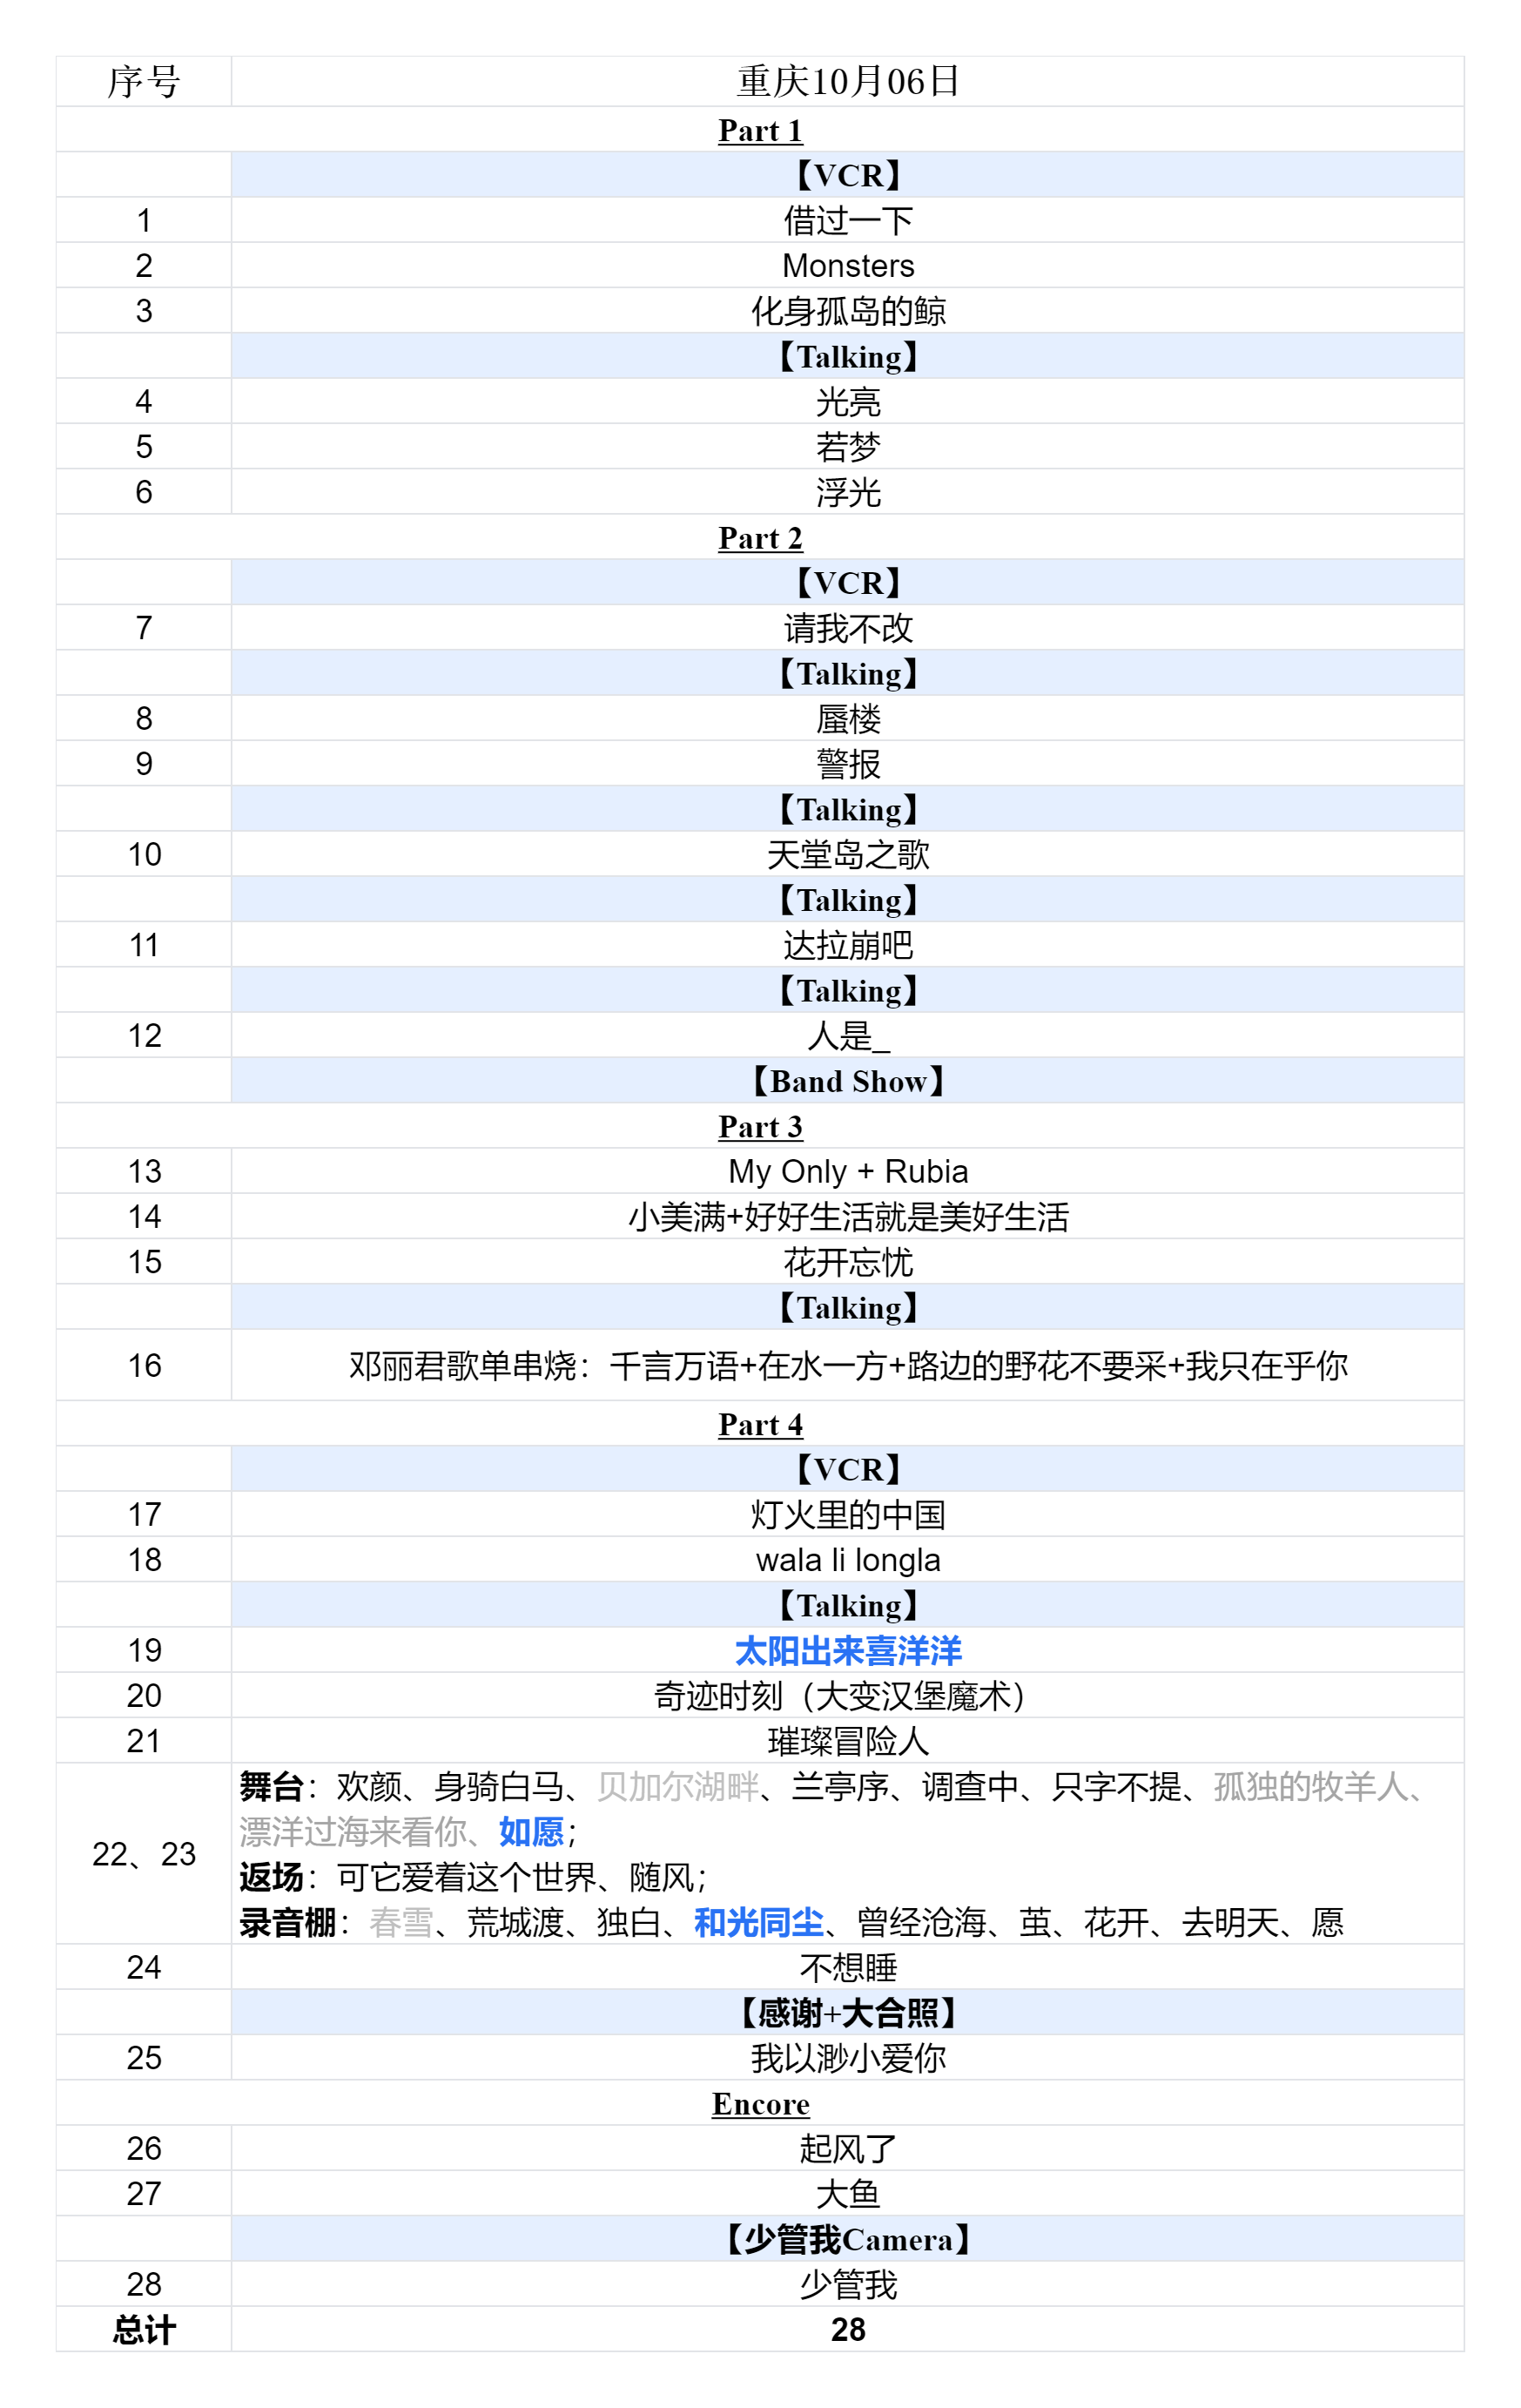 序号 重庆10月06日
Part 1
【VCR】
1 借过一下
2 Monsters
3 化身孤岛的鲸
【Talking】
4 光亮
5 若梦
6 浮光
Part 2
【VCR】
7 请我不改
【Talking】
8 蜃楼
9 警报
【Talking】
10 天堂岛之歌
【Talking】
11 达拉崩吧
【Talking】
12 人是_
【Band Show】
Part 3
13 My Only + Rubia
14 小美满+好好生活就是美好生活
15 花开忘忧
【Talking】
16 邓丽君歌单串烧：千言万语+在水一方+路边的野花不要采+我只在乎你
Part 4
【VCR】
17 灯火里的中国
18 wala li longla
【Talking】
19 太阳出来喜洋洋
20 奇迹时刻（大变汉堡魔术）
21 璀璨冒险人
舞台：欢颜、身骑白马、贝加尔湖畔、兰亭序、调查中、只字不提、孤独的牧羊人、
漂洋过海来看你、如愿；
22、23
返场：可它爱着这个世界、随风；
录音棚：春雪、荒城渡、独白、和光同尘、曾经沧海、茧、花开、去明天、愿
24 不想睡
【感谢+大合照】
25 我以渺小爱你
Encore
26 起风了
27 大鱼
【少管我Camera】
28 少管我
总计 28